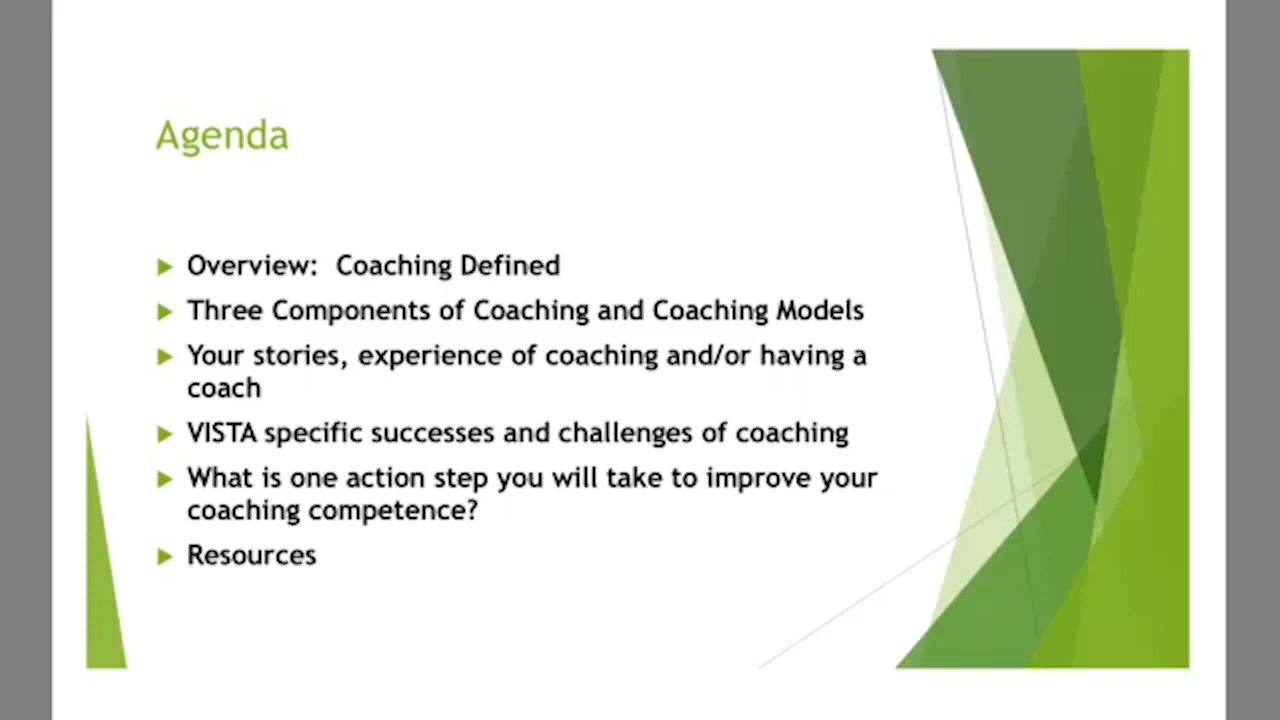 Agenda
Overview:  Coaching Defined
Three Components of Coaching and Coaching Models
Your stories, experience of coaching and/or having a
coach
VISTA specific successes and challenges of coaching
What is one action step you will take to improve your
coaching competence?
Resources